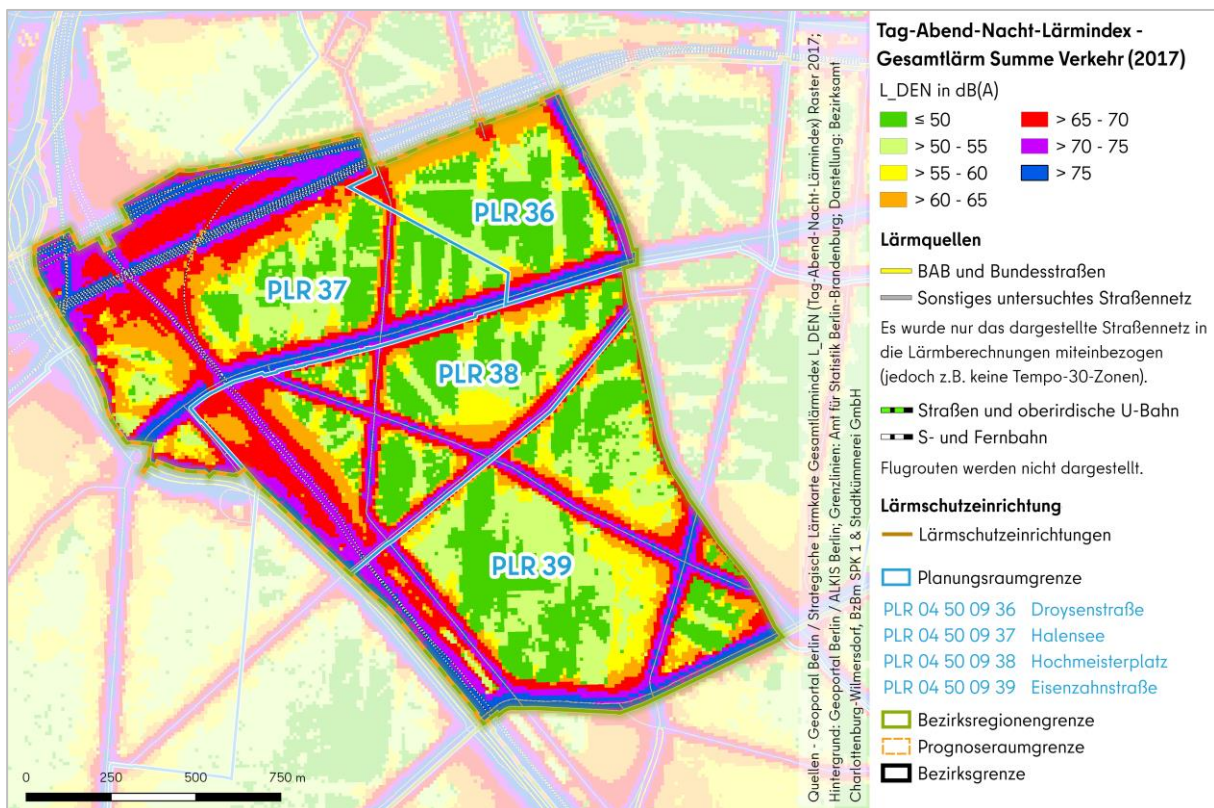 PLR 36
PLR 37
PLR 38
PLR 39
0 250 500 750 m
Quellen - Geoportal Berlin / Strategische Lärmkarte Gesamtlärmindex L_DEN (Tag-Abend-Nacht-Lärmindex) Raster 2017;
Hintergrund: Geoportal Berlin / ALKIS Berlin; Grenzlinien: Amt für Statistik Berlin-Brandenburg; Darstellung: Bezirksamt
Charlottenburg-Wilmersdorf, BzBm SPK 1 & Stadtkümmerei GmbH
Tag-Abend-Nacht-Lärmindex -
Gesamtlärm Summe Verkehr (2017)
L_DEN in dB(A)
≤ 50
> 50 - 55
> 55 - 60
> 60 - 65
> 65 - 70
> 70 - 75
> 75
Lärmquellen
BAB und Bundesstraßen
Sonstiges untersuchtes Straßennetz
Es wurde nur das dargestellte Straßennetz in
die Lärmberechnungen miteinbezogen
(jedoch z.B. keine Tempo-30-Zonen).
Straßen und oberirdische U-Bahn
S- und Fernbahn
Flugrouten werden nicht dargestellt.
Lärmschutzeinrichtung
Lärmschutzeinrichtungen
Planungsraumgrenze
PLR 04 50 09 36 Droysenstraße
PLR 04 50 09 37 Halensee
PLR 04 50 09 38 Hochmeisterplatz
PLR 04 50 09 39 Eisenzahnstraße
Bezirksregionengrenze
Prognoseraumgrenze
Bezirksgrenze